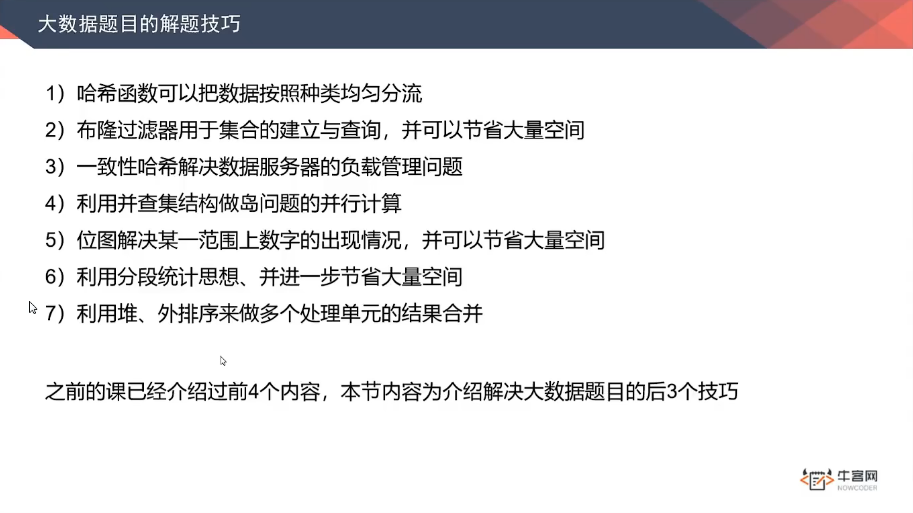 大数据题目的解题技巧
1）哈希函数可以把数据按照种类均匀分流
2）布隆过滤器用于集合的建立与查询，并可以节省大量空间
3）一致性哈希解决数据服务器的负载管理问题
4）利用并查集结构做岛问题的并行计算
5）位图解决某一范围上数字的出现情况，并可以节省大量空间
6）利用分段统计思想、并进一步节省大量空间
7）利用堆、外排序来做多个处理单元的结果合并
之前的课已经介绍过前4个内容，本节内容为介绍解决大数据题目的后3个技巧
牛客网
NOWCODER